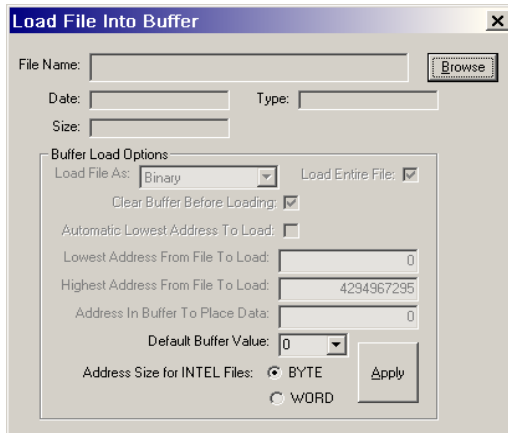 Load File Into Buffer
File Name:
Browse
Date:
Type:
Size:
Buffer Load Options
Load File As: Binary
Load Entire File:
Clear Buffer Before Loading:
Automatic Lowest Address To Load:
Lowest Address From File To Load: 0
Highest Address From File To Load: 4294967295
Address In Buffer To Place Data: 0
Default Buffer Value: 0
Address Size for INTEL Files: BYTE
Apply
WORD